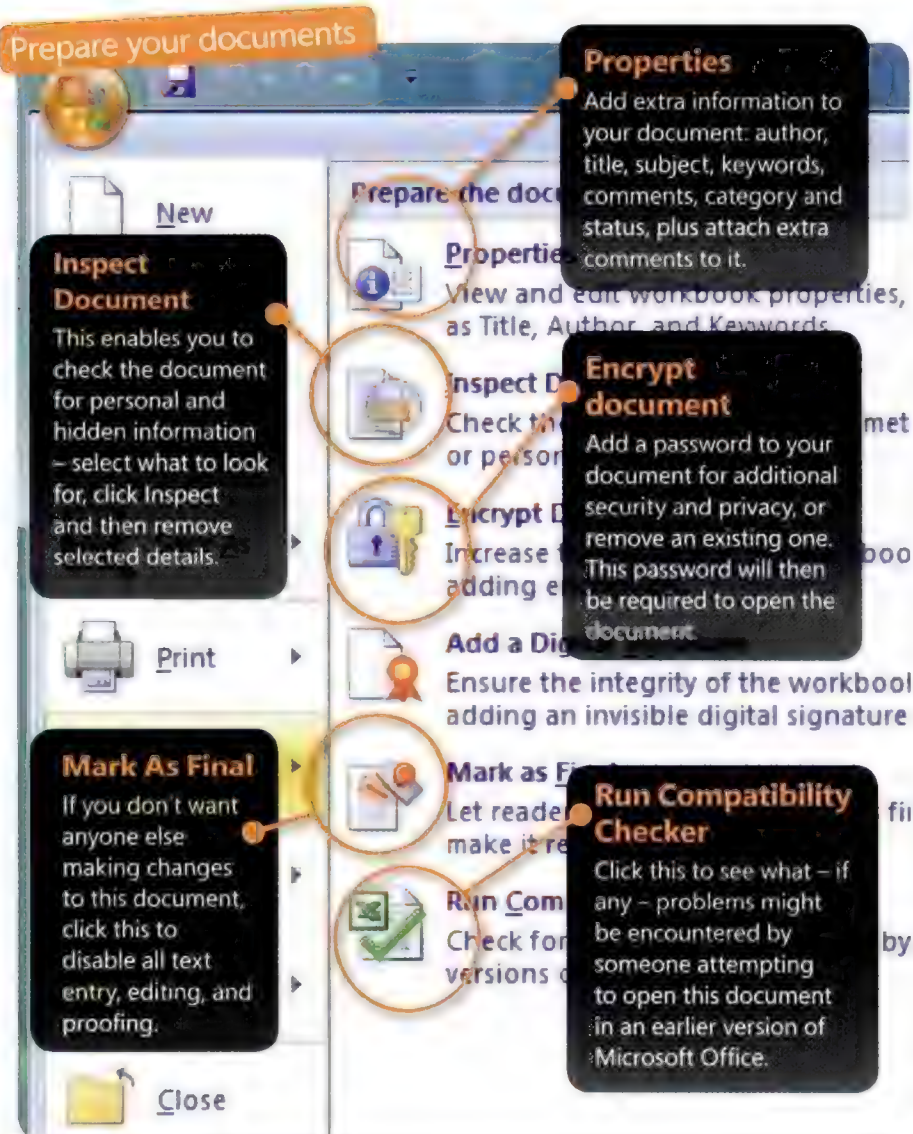 Prepare your documents
Properties
Add extra information to
your document: author,
title, subject, keywords,
comments, category and
status, plus attach extra
comments to it.
New
Prepare the doc
Inspect
Document
This enables you to
check the document
for personal and
hidden information
– select what to look
for, click Inspect
and then remove
selected details.
Propertie
View and edit workbook properties,
as Title, Author, and Keywords
Inspect D
Check th
met
or person
Encrypt
document
Add a password to your
document for additional
security and privacy, or
remove an existing one.
This password will then
be required to open the
document.
Encrypt D
Increase
boo
adding e
Print
Add a Dig
Ensure the integrity of the workbool
adding an invisible digital signature
Mark As Final
If you don't want
anyone else
making changes
to this document,
click this to
disable all text
entry, editing, and
proofing.
Mark as Fi
Let reade
fi
make it re
Run Compatibility
Checker
Click this to see what – if
any – problems might
be encountered by
someone attempting
to open this document
in an earlier version of
Microsoft Office.
Run Com
Check for
by
versions
Close